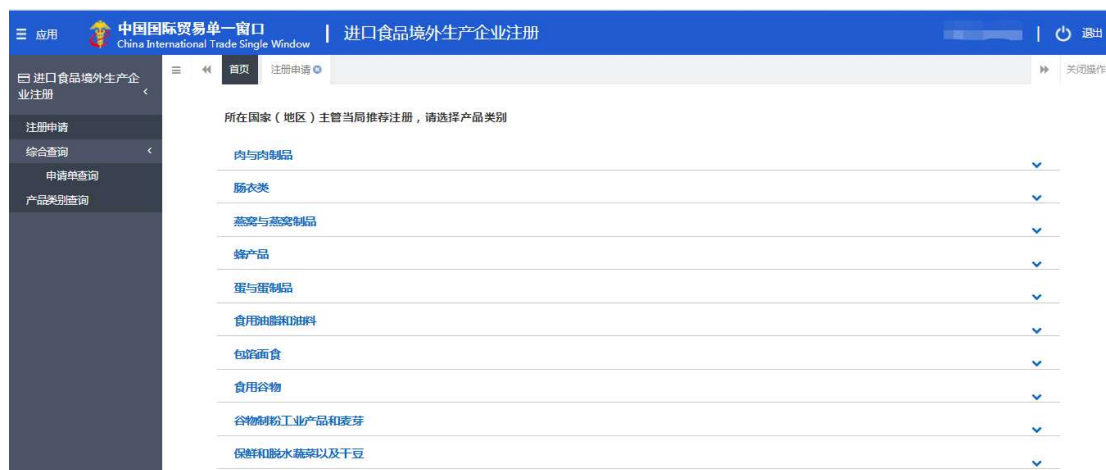 应用
中国国际贸易单一窗口
China International Trade Single Window
进口食品境外生产企业注册
退出
进口食品境外生产企
业注册
首页
注册申请
关闭操作
注册申请
综合查询
申请单查询
产品类别查询
所在国家（地区）主管当局推荐注册，请选择产品类别
肉与肉制品
肠衣类
燕窝与燕窝制品
蜂产品
蛋与蛋制品
食用油脂和油料
包馅面食
食用谷物
谷物制粉工业产品和麦芽
保鲜和脱水蔬菜以及干豆